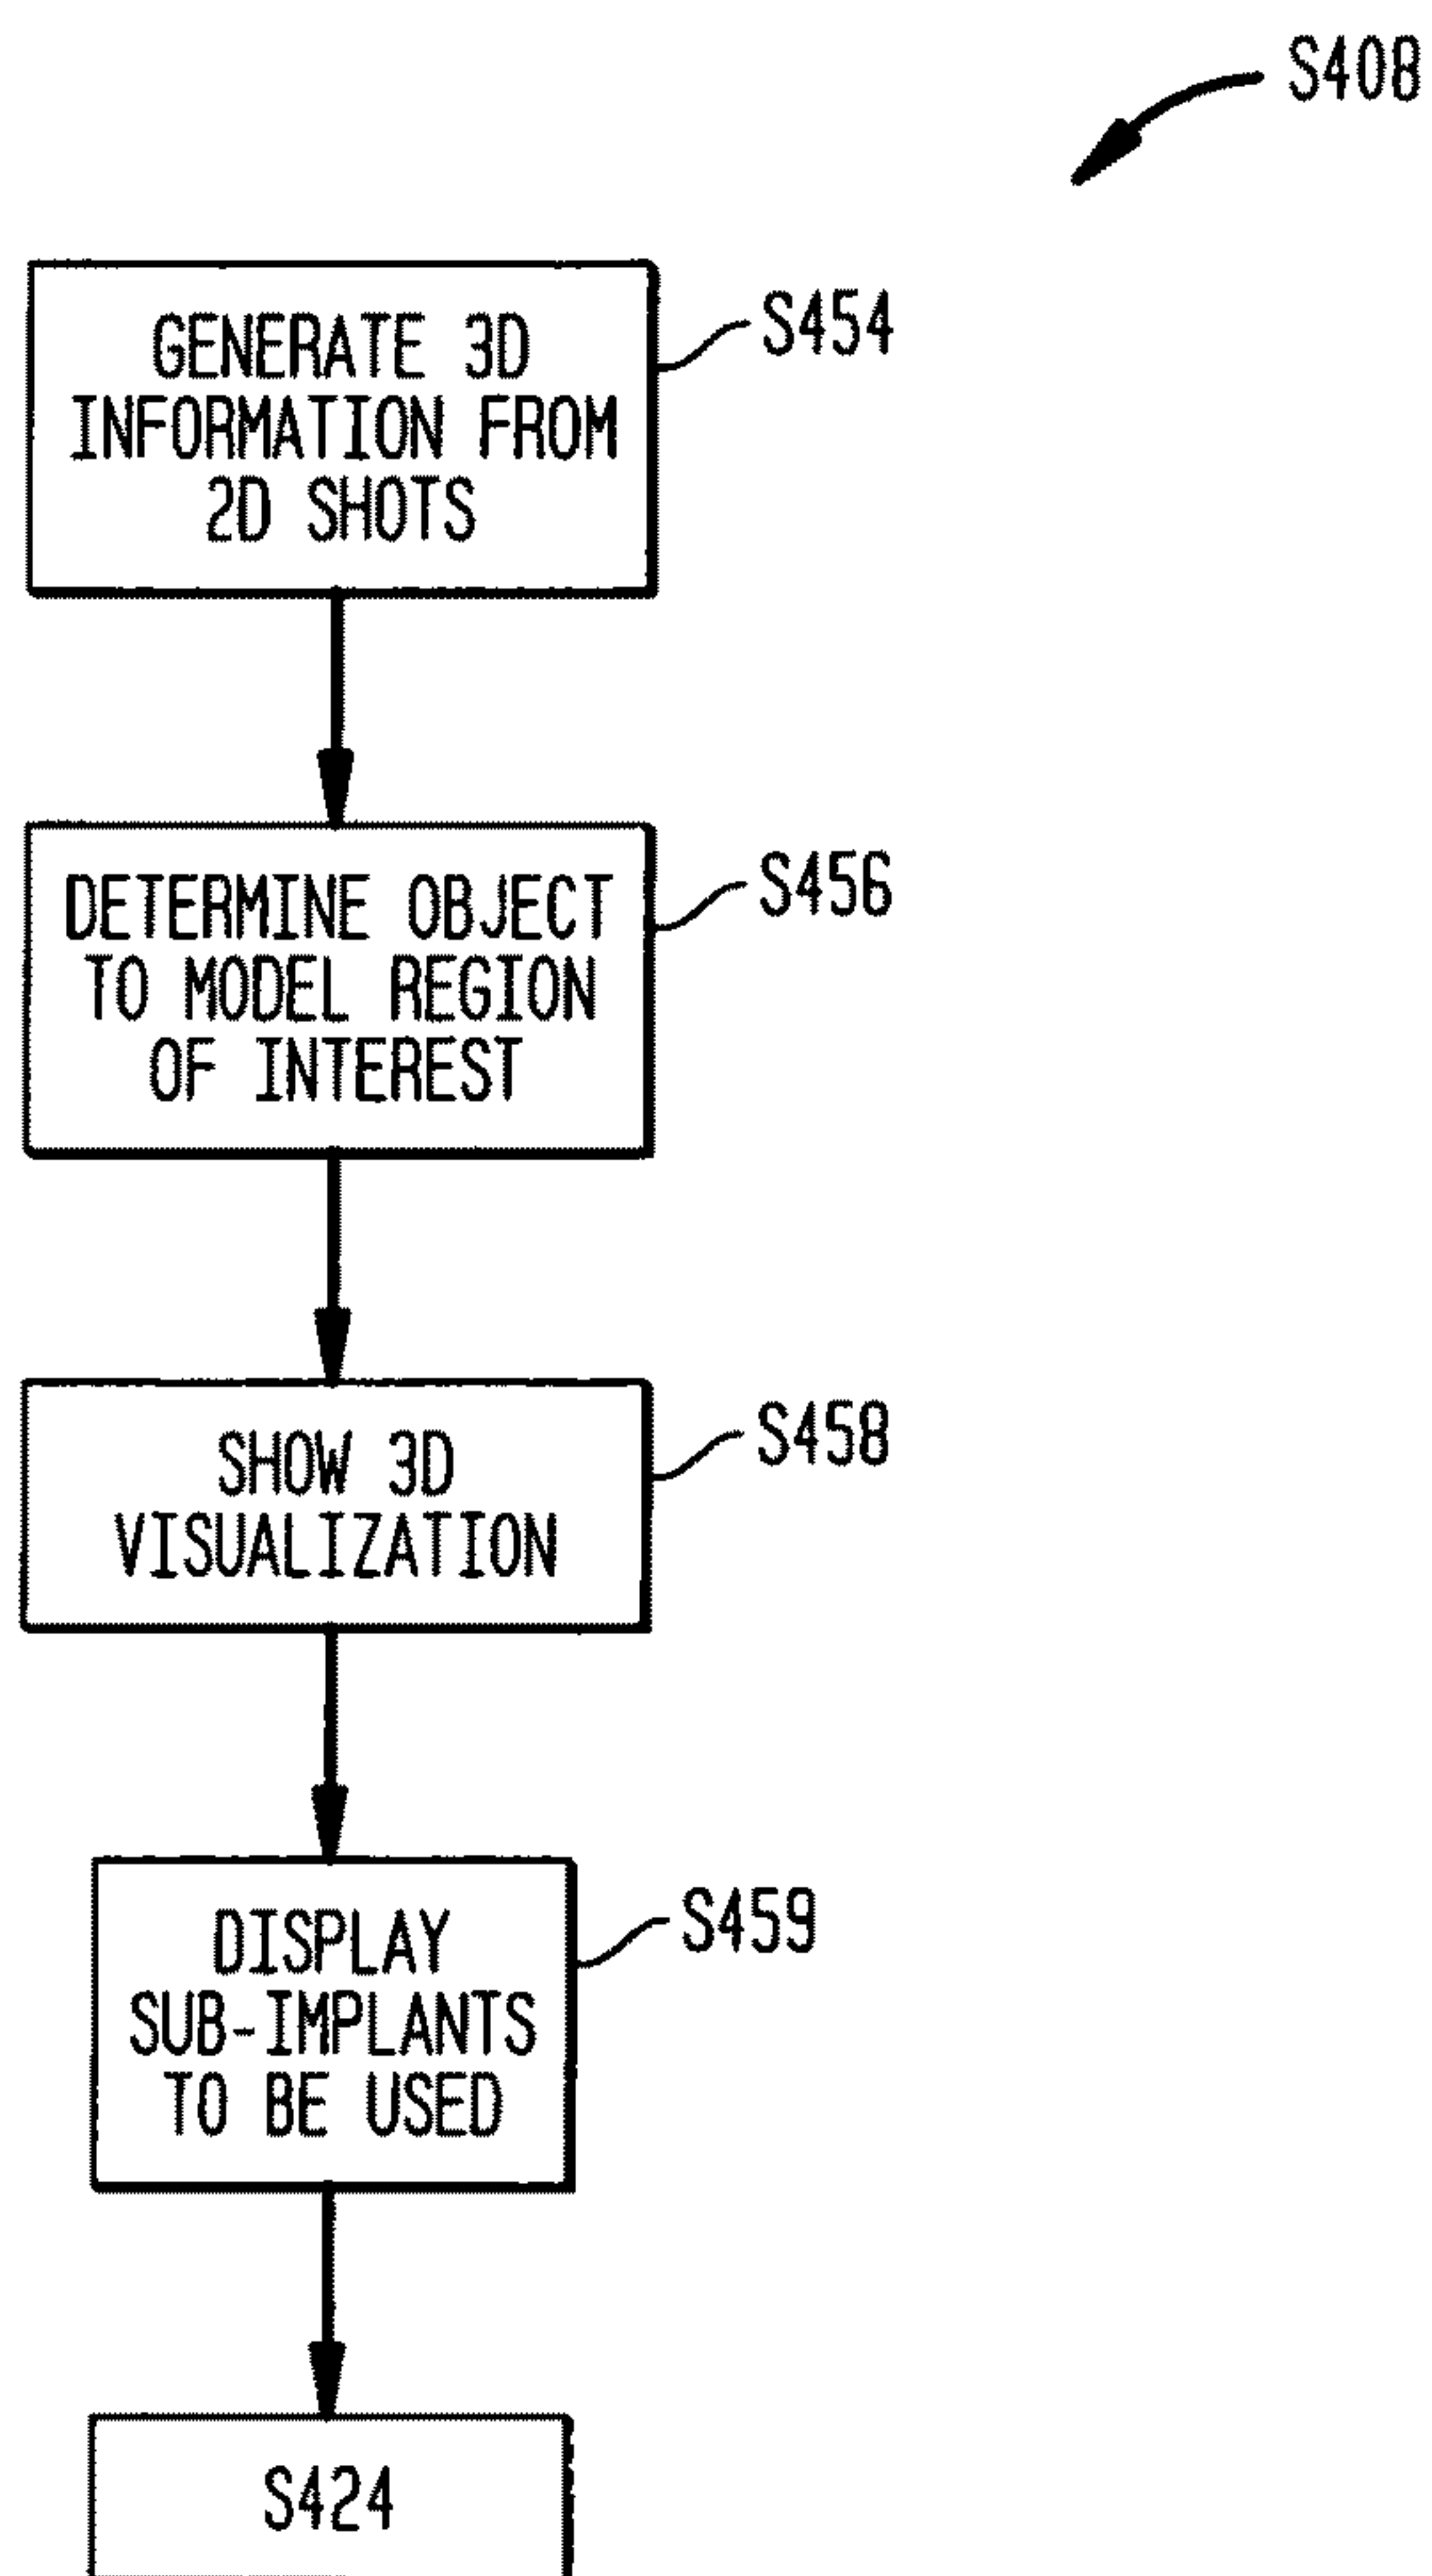 S408
GENERATE 3D
INFORMATION FROM
2D SHOTS
S454
DETERMINE OBJECT
TO MODEL REGION
OF INTEREST
S456
SHOW 3D
VISUALIZATION
S458
DISPLAY
SUB-IMPLANTS
TO BE USED
S459
S424